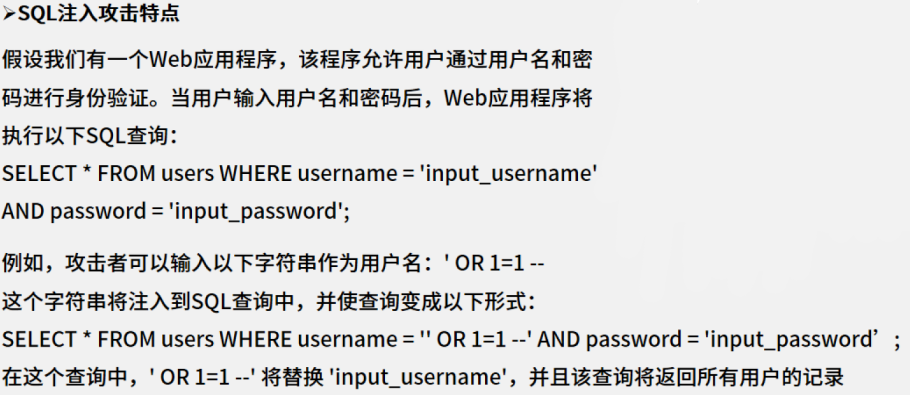 ➢SQL注入攻击特点
假设我们有一个Web应用程序，该程序允许用户通过用户名和密
码进行身份验证。当用户输入用户名和密码后，Web应用程序将
执行以下SQL查询：
SELECT * FROM users WHERE username = 'input_username'
AND password = 'input_password';
例如，攻击者可以输入以下字符串作为用户名：' OR 1=1 --
这个字符串将注入到SQL查询中，并使查询变成以下形式：
SELECT * FROM users WHERE username = '' OR 1=1 --' AND password = 'input_password’;
在这个查询中，' OR 1=1 --' 将替换 'input_username'，并且该查询将返回所有用户的记录